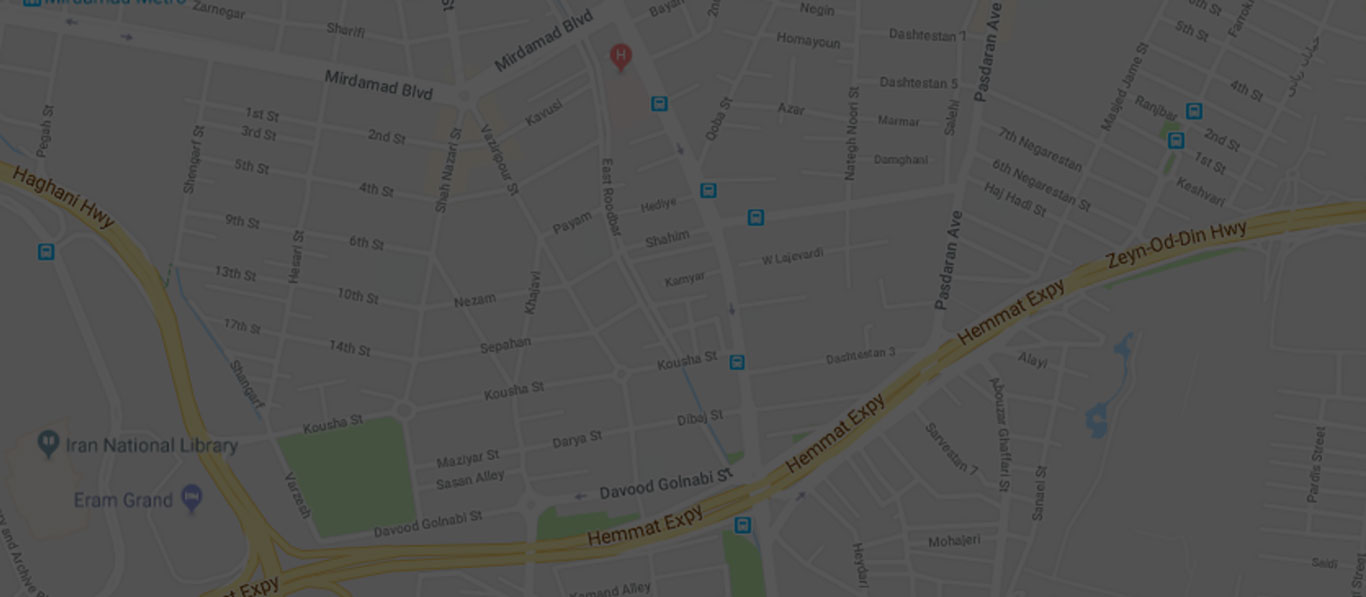 Mirdamad Metro
Zarnegar
Sharifi
St
Mirdamad Blvd
Bayan
Negin
Homayoun
Dashtestan 1
Pasdaran Ave
5th St
4th St
Mirdamad Blvd
H
Dashtestan 5
Masjed Jame St
Ranjbar
2nd St
1st St
Keshvari
Pegah St
Shengarf St
1st St
3rd St
2nd St
5th St
4th St
9th St
6th St
13th St
10th St
17th St
14th St
Hesari St
Shah Nazari St
Vaziripour St
Kavusi
East Roodbar
Doba St
Azar
Nategh Noori St
Marmar
Salehi
Damghani
7th Negarestan
6th Negarestan St
Haj Hadi St
Haghani Hwy
Payam
Hediye
Shahim
Kamyar
W Lajevardi
Pasdaran Ave
Zeyn-Od-Din Hwy
Hemmat Expy
Nezam
Khajavi
Sepahan
Kousha St
Kousha St
Dashtestan 3
Alayi
Shangarf
Kousha St
Dibaj St
Darya St
Hemmat Expy
Abouzar Ghaffari St
Sarvestan 7
Sanaei St
Pardis Street
Iran National Library
Eram Grand
Varzesh
Maziyar St
Sasan Alley
Davood Golnabi St
Davood Golnabi St
Hemmat Expy
Heydari
Mohajeri
Saidi
Kamand Alley